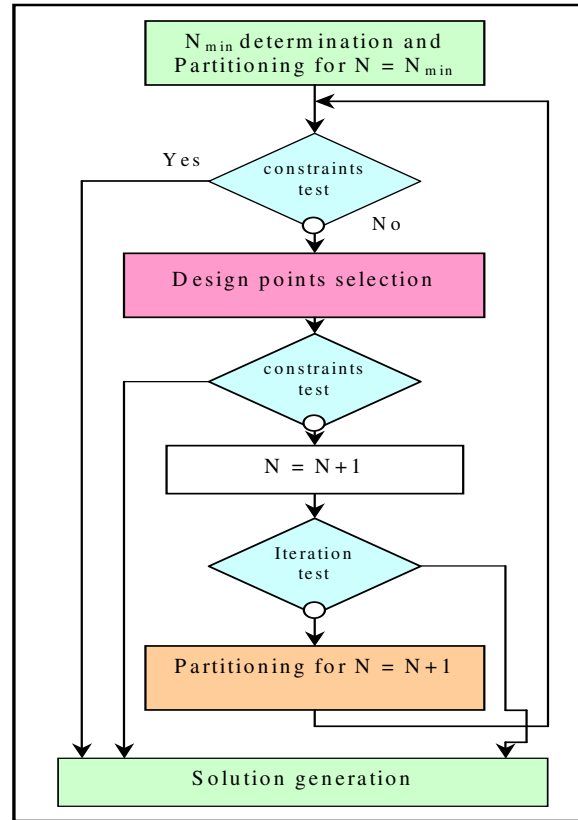 N min determination and
Partitioning for N = N min
Yes
constraints
test
No
Design points selection
constraints
test
N = N+1
Iteration
test
Partitioning for N = N+1
Solution generation